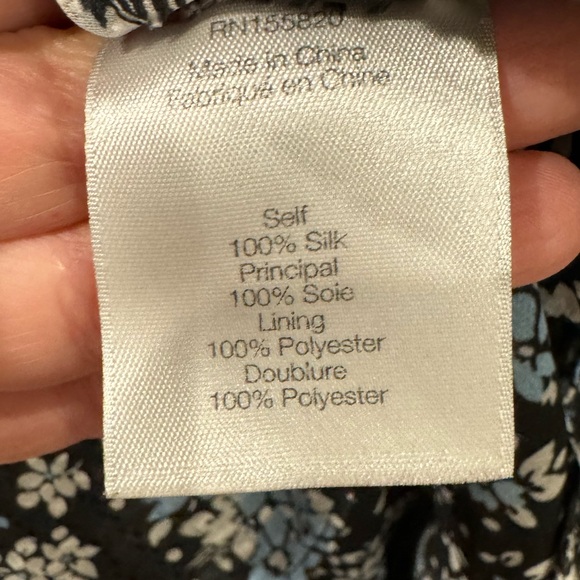 RN155820
Made in China
Fabriqué en Chine
Self
100% Silk
Principal
100% Soie
Lining
100% Polyester
Doublure
100% Polyester